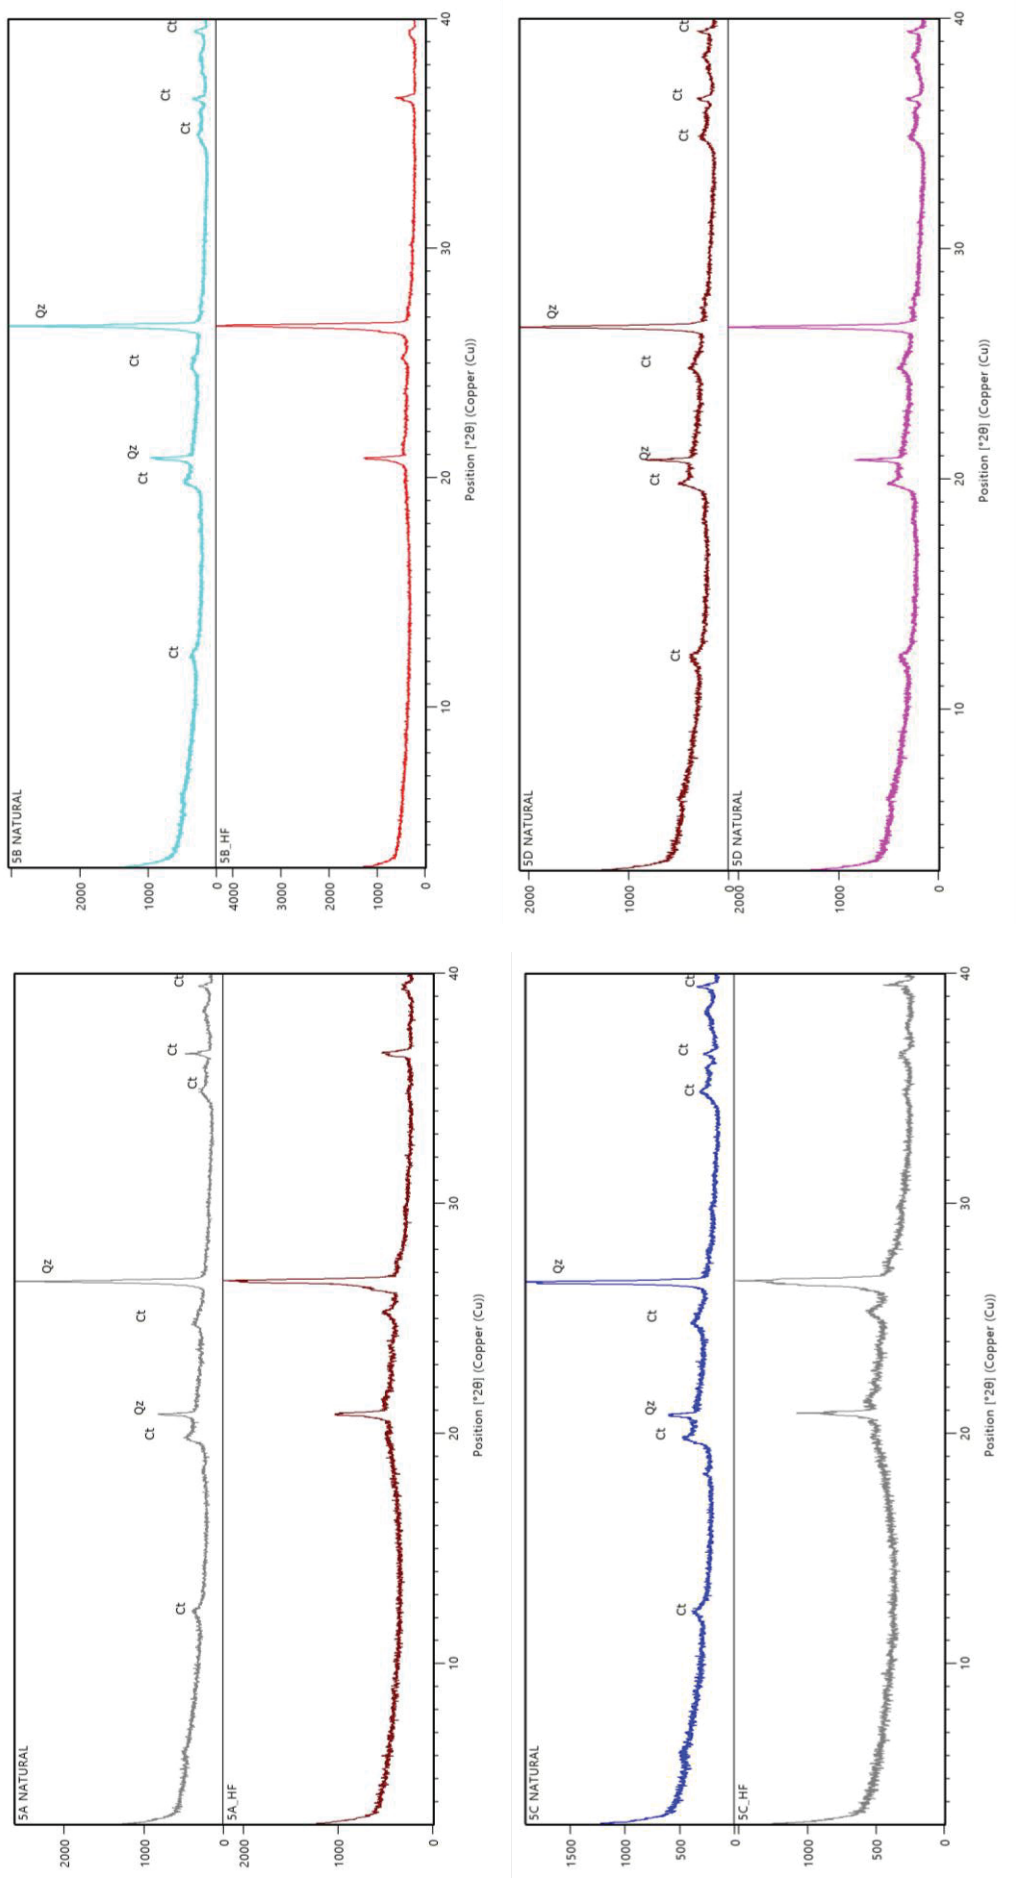 5A NATURAL
Qz
2000
Ct
Qz
Ct
Ct
Ct
Ct
Ct
1000
0
5A_HF
1000
0
10
20
30
40
Position [°2θ] (Copper (Cu))
5B NATURAL
Qz
2000
Ct
Qz
Ct
Ct
Ct
Ct
Ct
1000
0
5B_HF
4000
3000
2000
1000
0
10
20
30
40
Position [°2θ] (Copper (Cu))
5C NATURAL
Qz
1500
1000
Ct
Qz
Ct
Ct
Ct
Ct
Ct
500
0
5C_HF
1000
500
0
10
20
30
40
Position [°2θ] (Copper (Cu))
5D NATURAL
2000
Qz
1000
Ct
Qz
Ct
Ct
Ct
Ct
Ct
0
5D NATURAL
2000
1000
0
10
20
30
40
Position [°2θ] (Copper (Cu))